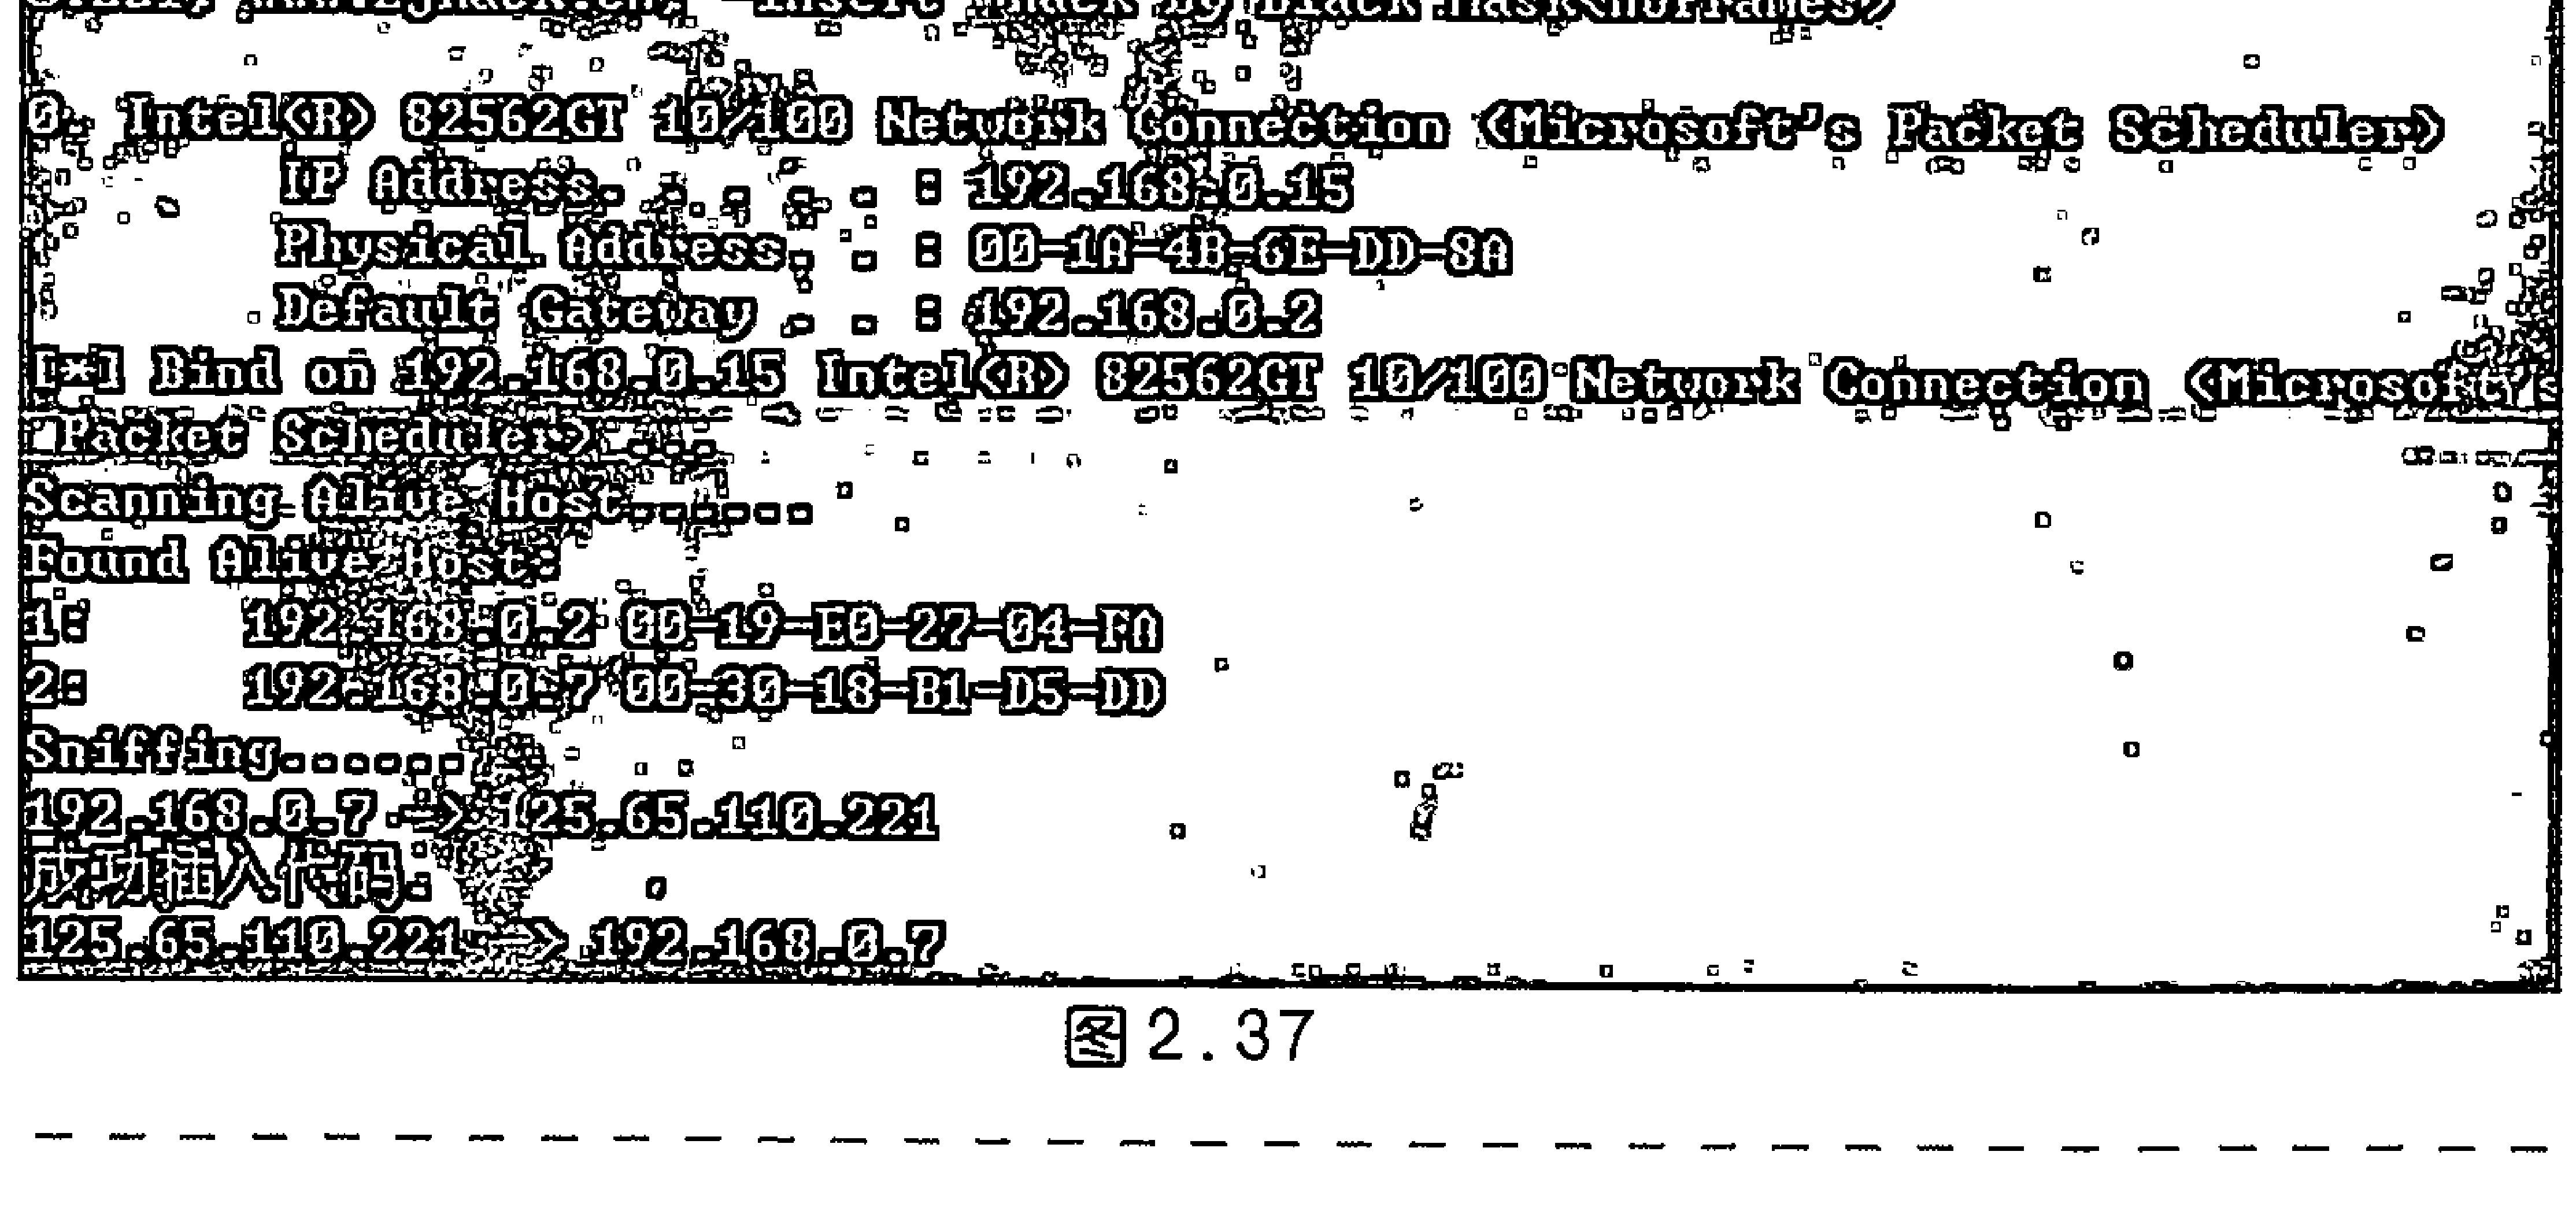 hack by black.mask<noframes>
0. Intel<R> 82562GT 10/100 Network Connection <Microsoft's Packet Scheduler>
IP Address. . . . . : 192.168.0.15
Physical Address. . : 00-1A-4B-6E-DD-8A
Default Gateway . . : 192.168.0.2
[*] Bind on 192.168.0.15 Intel<R> 82562GT 10/100 Network Connection <Microsoft's
Packet Scheduler> ...
Scanning Alive Host......
Found Alive Host:
1: 192.168.0.2 00-19-E0-27-04-FA
2: 192.168.0.7 00-30-18-B1-D5-DD
Sniffing......
192.168.0.7 => 125.65.110.221
成功插入代码.
125.65.110.221 => 192.168.0.7
图2.37